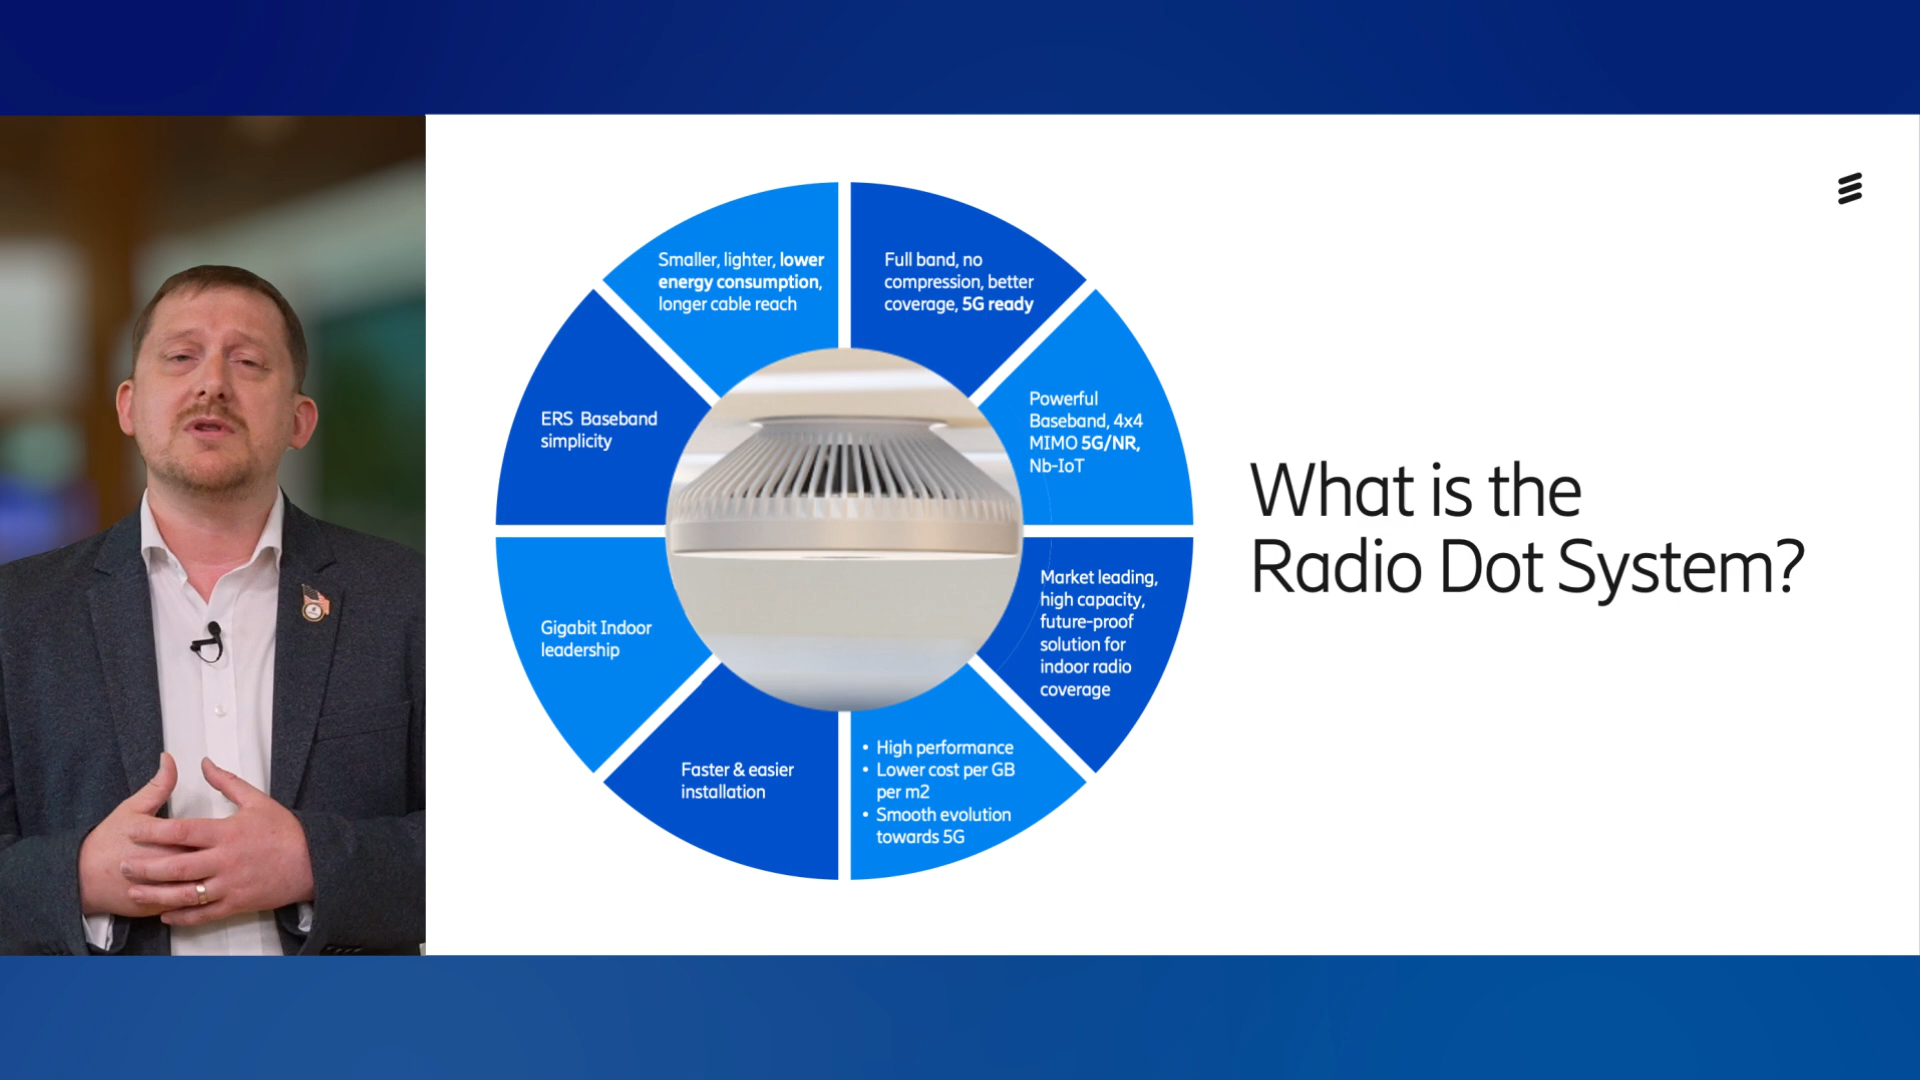 Smaller, lighter, lower
energy consumption,
longer cable reach
Full band, no
compression, better
coverage, 5G ready
Powerful
Baseband, 4x4
MIMO 5G/NR,
Nb-IoT
Market leading,
high capacity,
future-proof
solution for
indoor radio
coverage
• High performance
• Lower cost per GB
per m2
• Smooth evolution
towards 5G
Faster & easier
installation
Gigabit Indoor
leadership
ERS Baseband
simplicity
What is the
Radio Dot System?